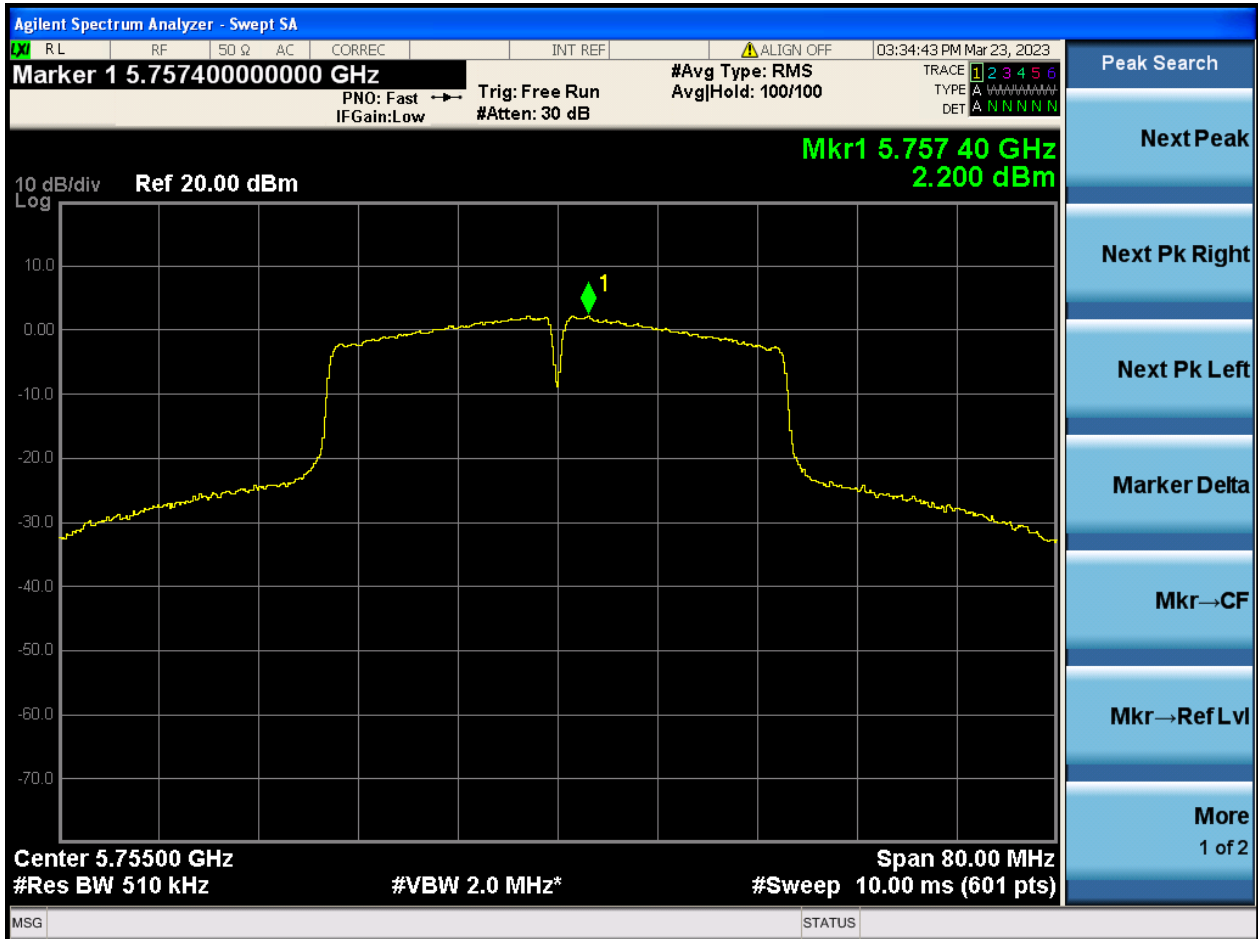 Agilent Spectrum Analyzer - Swept SA
LXI RL RF 50 Ω AC CORREC INT REF ALIGN OFF 03:34:43 PM Mar 23, 2023
Marker 1 5.757400000000 GHz
PNO: Fast
IFGain:Low
Trig: Free Run
#Atten: 30 dB
#Avg Type: RMS
Avg|Hold: 100/100
TRACE 1 2 3 4 5 6
TYPE A WWWWWW
DET A N N N N N
Mkr1 5.757 40 GHz
2.200 dBm
10 dB/div Ref 20.00 dBm
Log
10.0
0.00
-10.0
-20.0
-30.0
-40.0
-50.0
-60.0
-70.0
1
Center 5.75500 GHz Span 80.00 MHz
#Res BW 510 kHz #VBW 2.0 MHz* #Sweep 10.00 ms (601 pts)
MSG STATUS
Peak Search
Next Peak
Next Pk Right
Next Pk Left
Marker Delta
Mkr→CF
Mkr→Ref Lvl
More
1 of 2